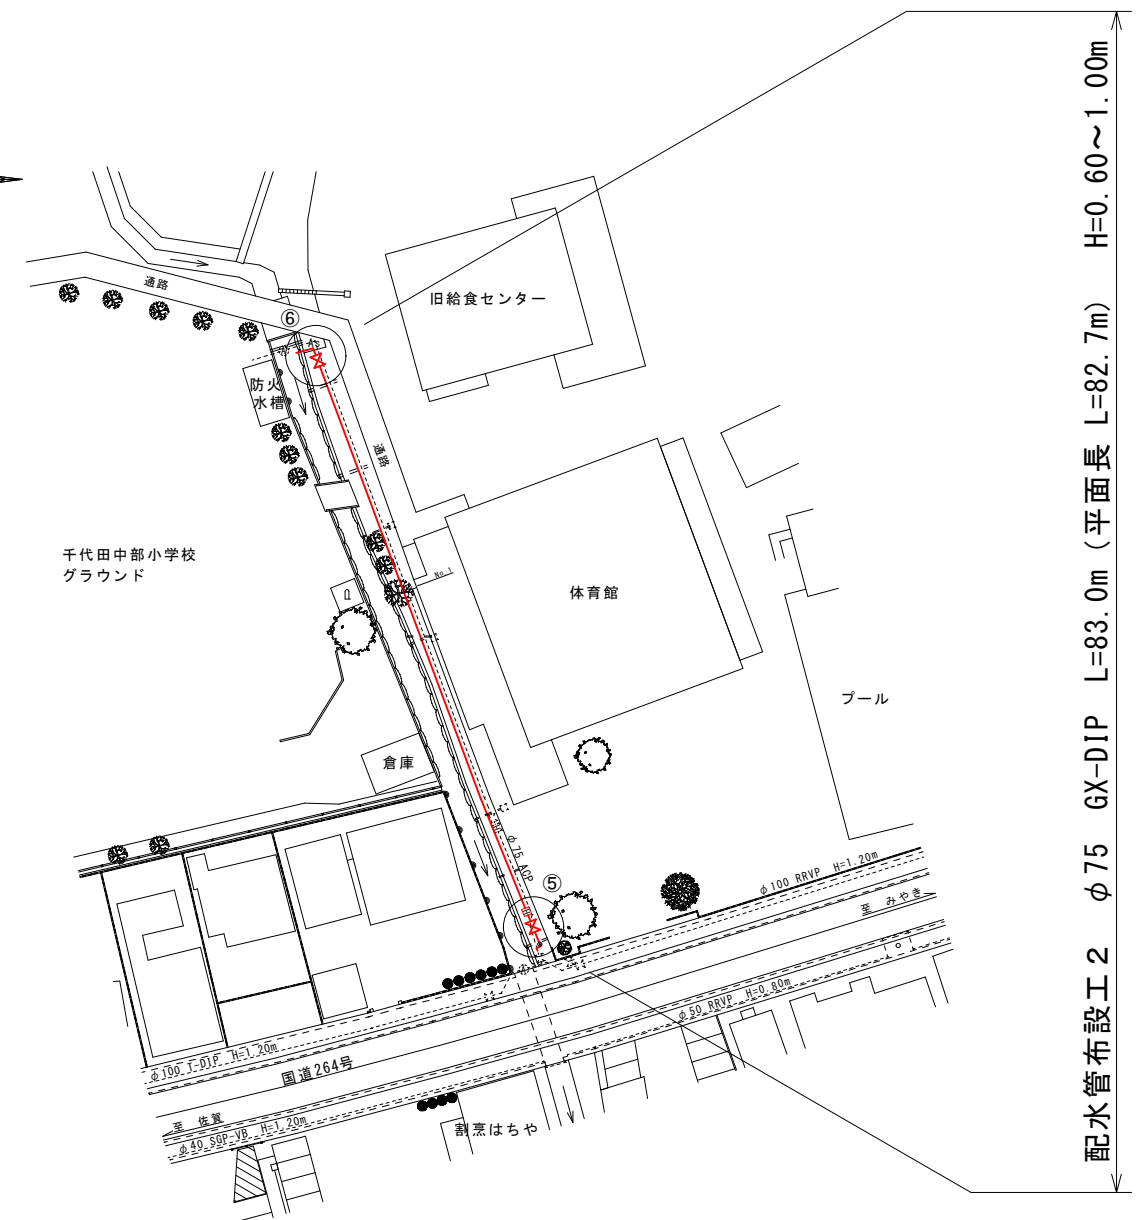 配水管布設工2 φ75 GX-DIP L=83.0m（平面長 L=82.7m） H=0.60～1.00m
通路
旧給食センター
⑥
防火
水槽
通路
千代田中部小学校
グラウンド
No.1
体育館
プール
倉庫
φ75 ACP
⑤
φ100 RRVP H=1.20m
至 みやき
φ50 RRVP H=0.80m
φ100 T-DIP H=1.20m
国道264号
至 佐賀
φ40 SGP-VB H=1.20m
割烹はちや